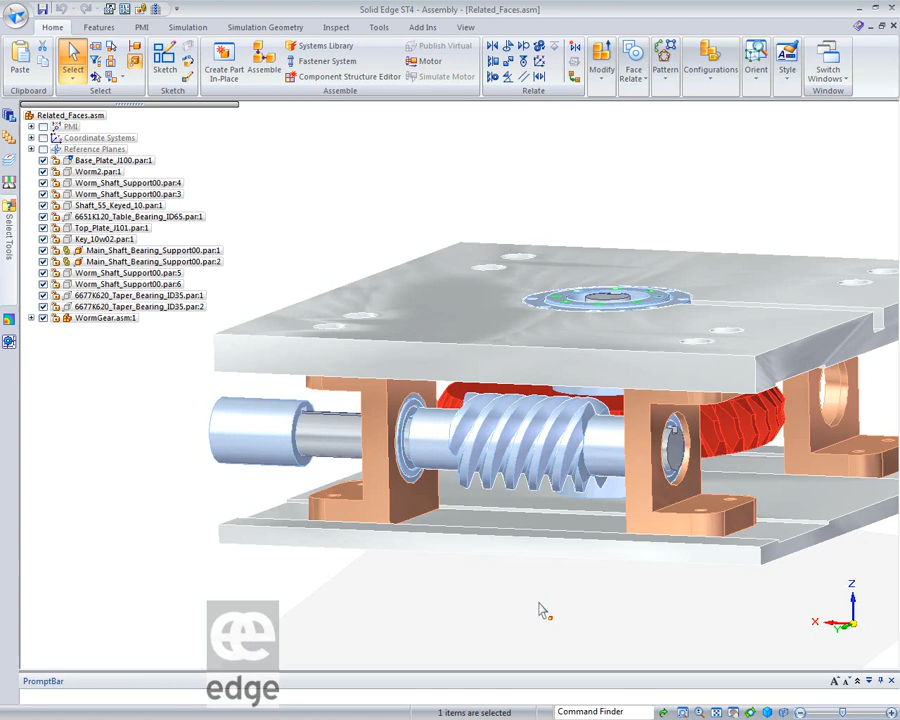 Solid Edge ST4 - Assembly - [Related_Faces.asm]
Home Features PMI Simulation Simulation Geometry Inspect Tools Add Ins View
Paste
Clipboard
Select
Select
Sketch
Sketch
Create Part In-Place
Assemble
Systems Library
Fastener System
Component Structure Editor
Publish Virtual
Motor
Simulate Motor
Assemble
Relate
Modify
Face Relate
Pattern
Configurations
Orient
Style
Switch Windows
Window
Select Tools
Related_Faces.asm
PMI
Coordinate Systems
Reference Planes
Base_Plate_J100.par:1
Worm2.par:1
Worm_Shaft_Support00.par:4
Worm_Shaft_Support00.par:3
Shaft_55_Keyed_10.par:1
6651K120_Table_Bearing_ID65.par:1
Top_Plate_J101.par:1
Key_10w02.par:1
Main_Shaft_Bearing_Support00.par:1
Main_Shaft_Bearing_Support00.par:2
Worm_Shaft_Support00.par:5
Worm_Shaft_Support00.par:6
6677K620_Taper_Bearing_ID35.par:1
6677K620_Taper_Bearing_ID35.par:2
WormGear.asm:1
Z
X
Y
edge
PromptBar
1 items are selected
Command Finder